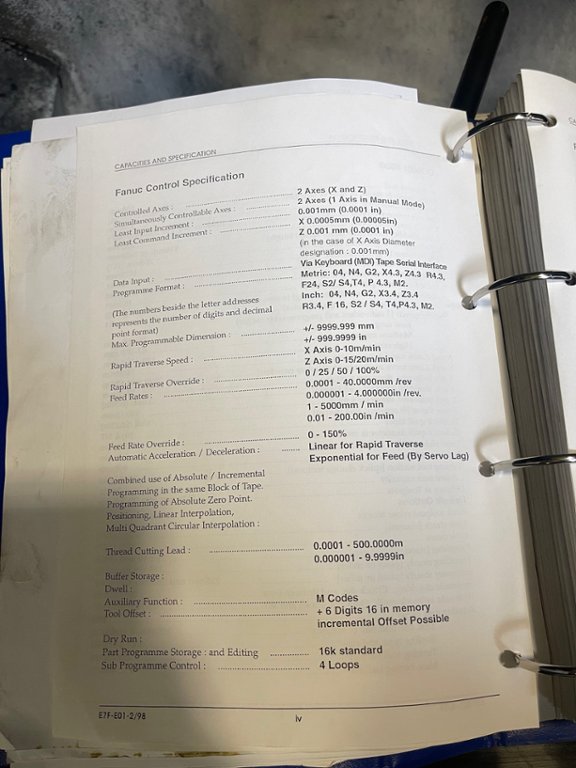 CAPACITIES AND SPECIFICATION
Fanuc Control Specification
Controlled Axes : 2 Axes (X and Z)
Simultaneously Controllable Axes : 2 Axes (1 Axis in Manual Mode)
Least Input Increment : 0.001mm (0.0001 in)
Least Command Increment : X 0.0005mm (0.00005in)
Z 0.001 mm (0.0001 in)
(in the case of X Axis Diameter
designation : 0.001mm)
Data Input : Via Keyboard (MDI) Tape Serial Interface
Programme Format : Metric: 04, N4, G2, X4.3, Z4.3 R4.3,
F24, S2/ S4,T4, P 4.3, M2.
(The numbers beside the letter addresses
Inch: 04, N4, G2, X3.4, Z3.4
represents the number of digits and decimal
R3.4, F 16, S2 / S4, T4,P4.3, M2.
point format)
Max. Programmable Dimension : +/- 9999.999 mm
+/- 999.9999 in
Rapid Traverse Speed : X Axis 0-10m/min
Z Axis 0-15/20m/min
Rapid Traverse Override : 0 / 25 / 50 / 100%
Feed Rates : 0.0001 - 40.0000mm /rev
0.000001 - 4.000000in /rev.
1 - 5000mm / min
0.01 - 200.00in /min
Feed Rate Override : 0 - 150%
Automatic Acceleration / Deceleration : Linear for Rapid Traverse
Exponential for Feed (By Servo Lag)
Combined use of Absolute / Incremental
Programming in the same Block of Tape.
Programming of Absolute Zero Point.
Positioning, Linear Interpolation,
Multi Quadrant Circular Interpolation :
Thread Cutting Lead : 0.0001 - 500.0000m
0.000001 - 9.9999in
Buffer Storage :
Dwell :
Auxiliary Function : M Codes
Tool Offset : + 6 Digits 16 in memory
incremental Offset Possible
Dry Run :
Part Programme Storage : and Editing 16k standard
Sub Programme Control : 4 Loops
E7F-E01-2/98
iv